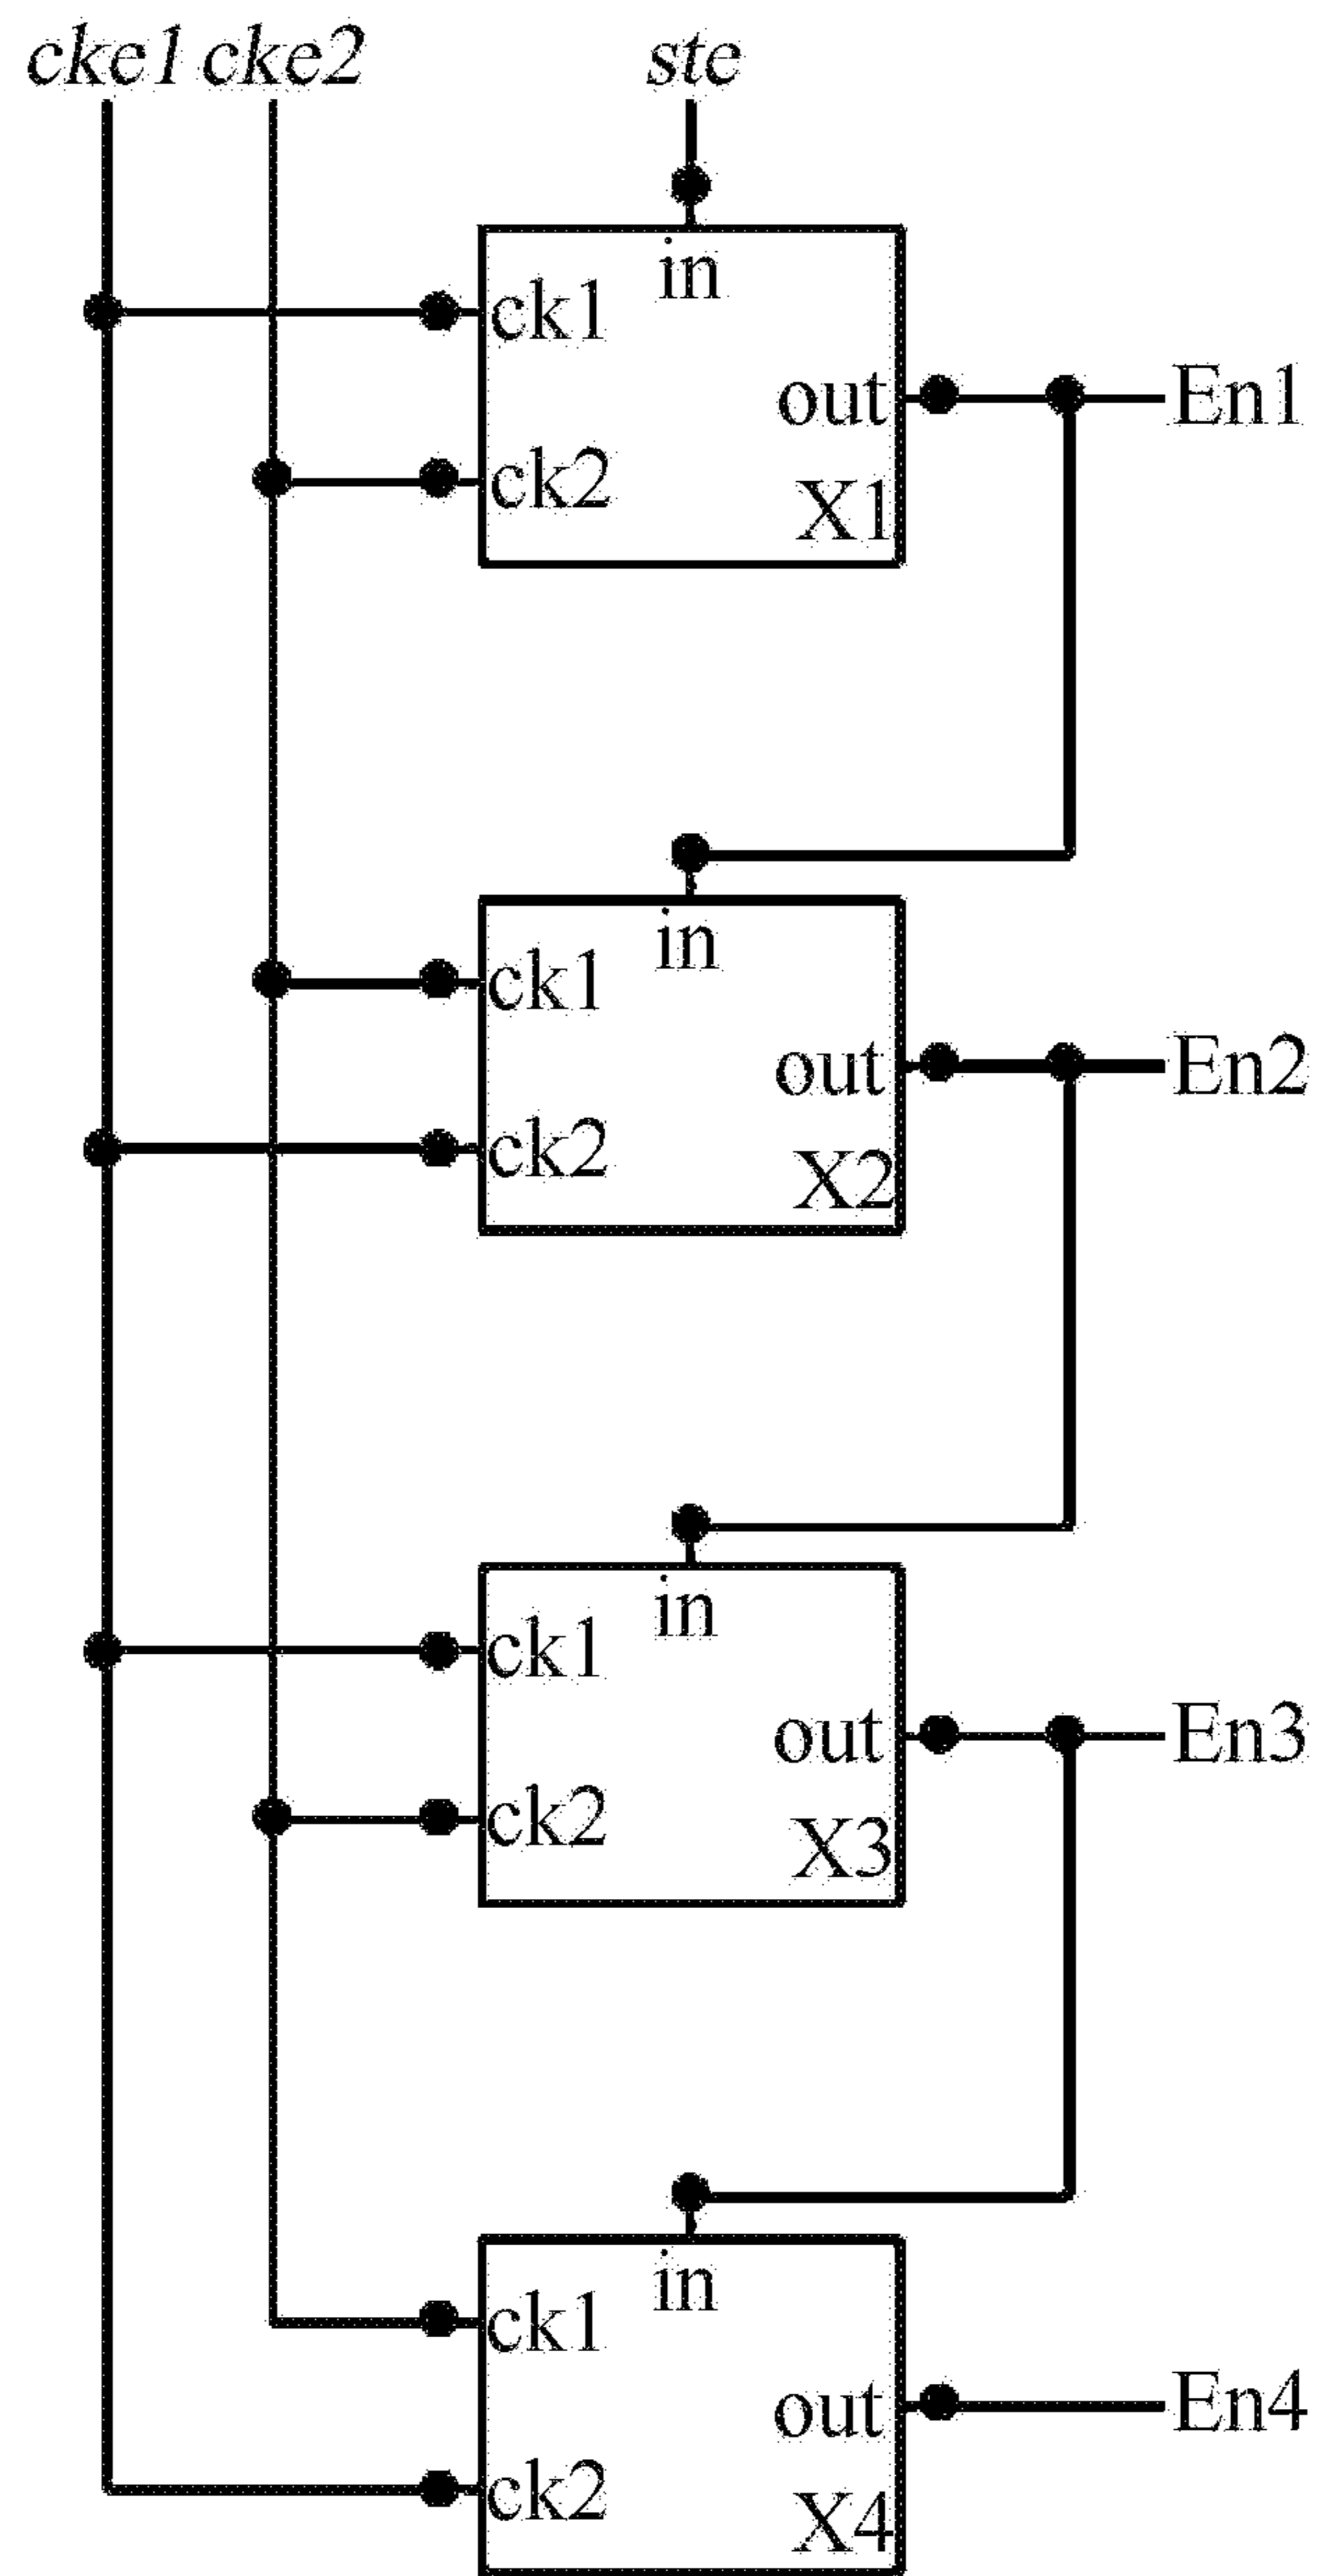 cke1 cke2 ste
in
ck1
out En1
ck2
X1
in
ck1
out En2
ck2
X2
in
ck1
out En3
ck2
X3
in
ck1
out En4
ck2
X4